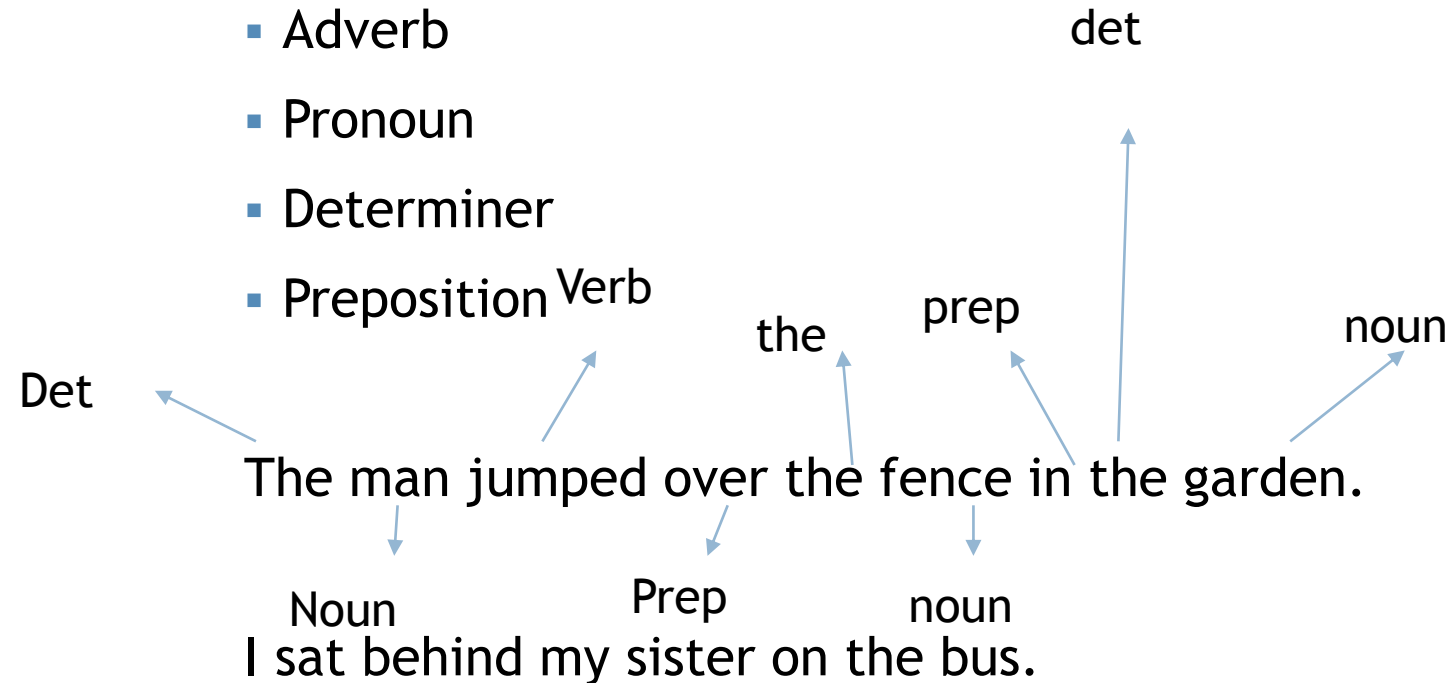 Adverb
det
Pronoun
Determiner
Preposition
Verb
the
prep
noun
Det
The man jumped over the fence in the garden.
Noun
Prep
noun
I sat behind my sister on the bus.